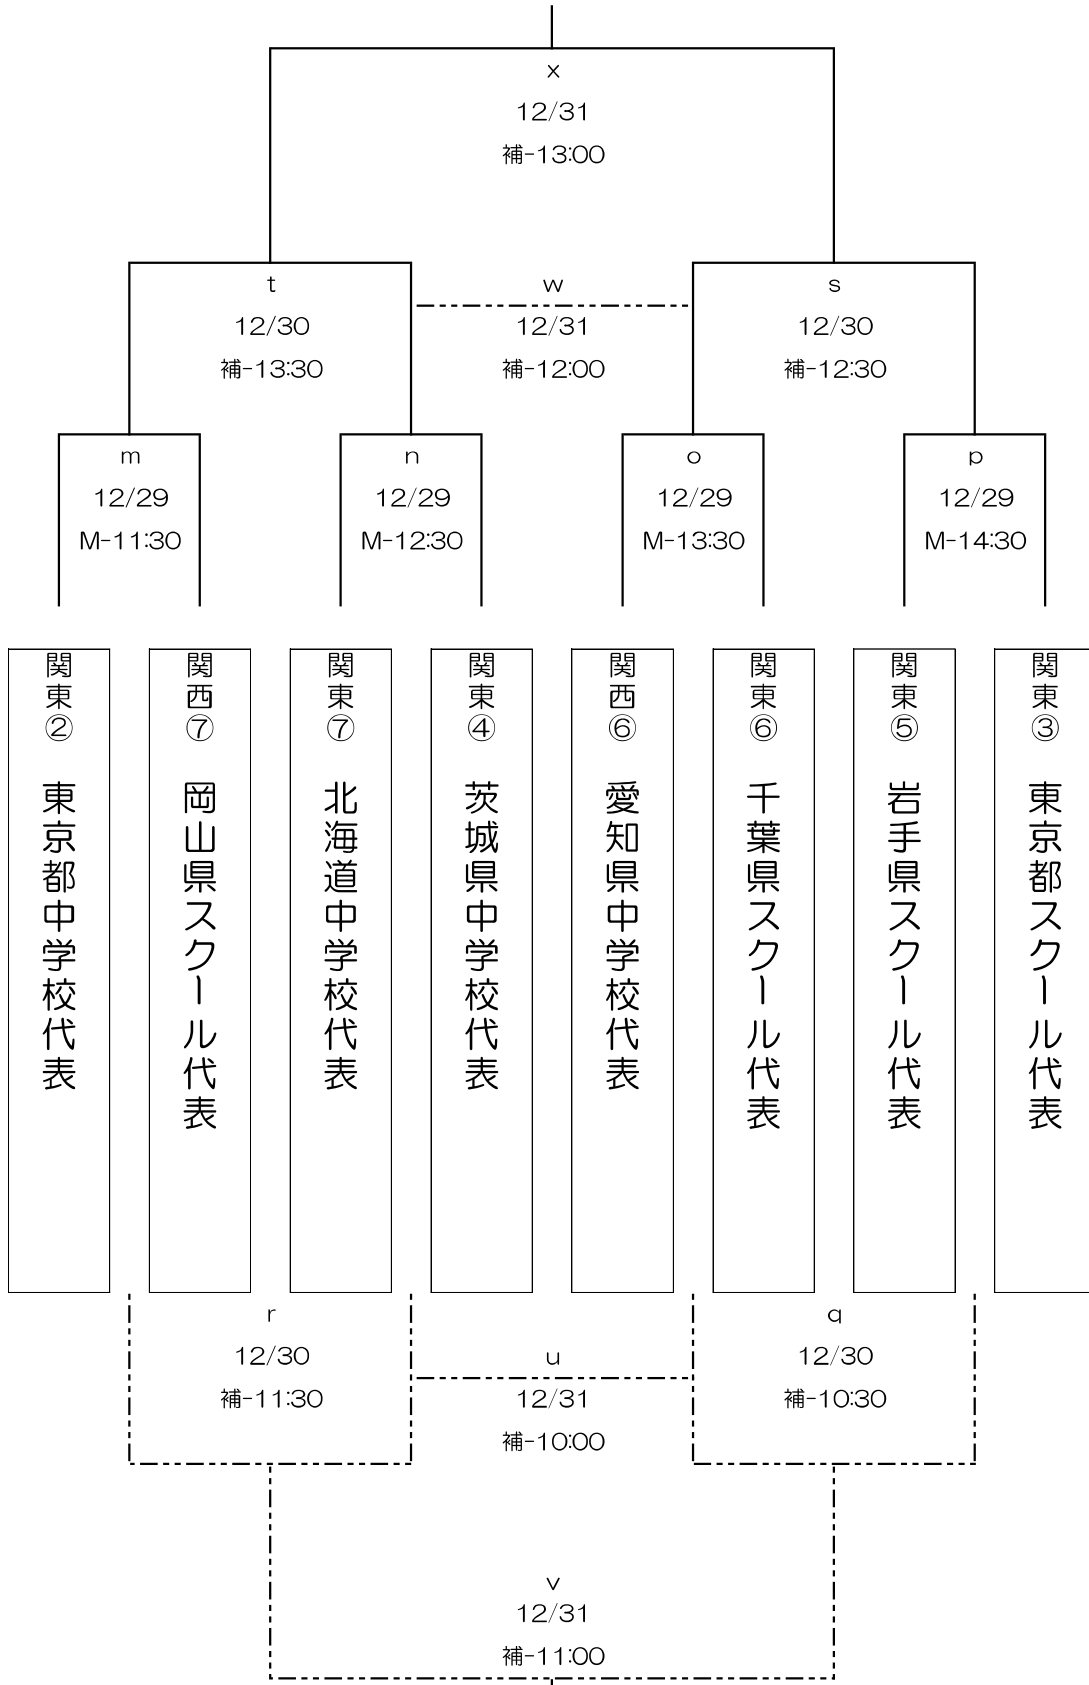 x
12/31
補-13:00
t
12/30
補-13:30
w
12/31
補-12:00
s
12/30
補-12:30
m
12/29
M-11:30
n
12/29
M-12:30
o
12/29
M-13:30
p
12/29
M-14:30
関東② 東京都中学校代表
関西⑦ 岡山県スクール代表
関東⑦ 北海道中学校代表
関東④ 茨城県中学校代表
関西⑥ 愛知県中学校代表
関東⑥ 千葉県スクール代表
関東⑤ 岩手県スクール代表
関東③ 東京都スクール代表
r
12/30
補-11:30
u
12/31
補-10:00
q
12/30
補-10:30
v
12/31
補-11:00